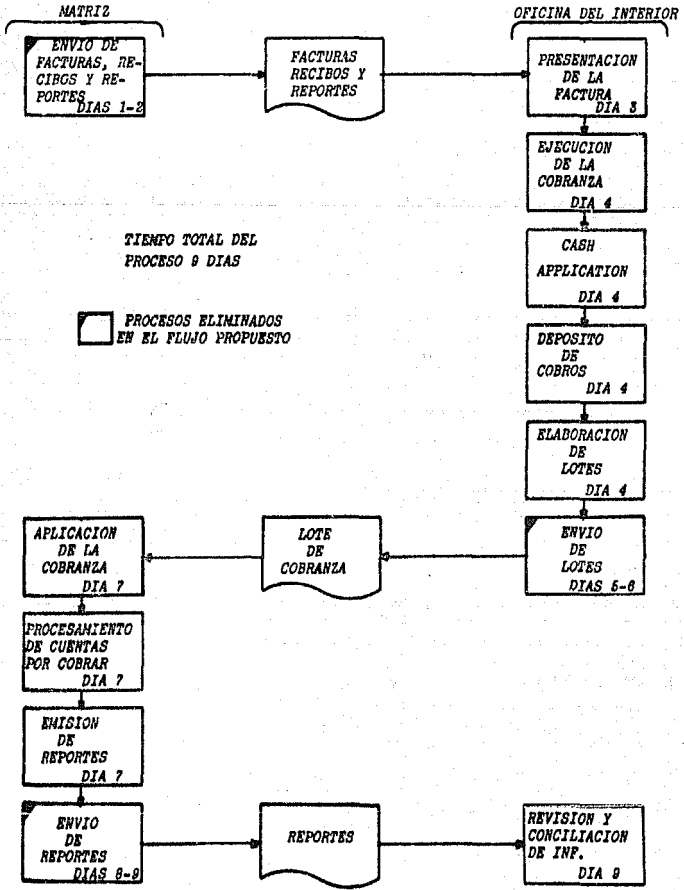 MATRIZ
OFICINA DEL INTERIOR
ENVIO DE
FACTURAS, RE-
CIBOS Y RE-
PORTES
DIAS 1-2
FACTURAS
RECIBOS Y
REPORTES
PRESENTACION
DE LA
FACTURA
DIA 3
EJECUCION
DE LA
COBRANZA
DIA 4
CASH
APPLICATION
DIA 4
TIEMPO TOTAL DEL
PROCESO 9 DIAS
PROCESOS ELIMINADOS
EN EL FLUJO PROPUESTO
DEPOSITO
DE
COBROS
DIA 4
ELABORACION
DE
LOTES
DIA 4
ENVIO
DE
LOTES
DIAS 5-6
LOTE
DE
COBRANZA
APLICACION
DE LA
COBRANZA
DIA 7
PROCESAMIENTO
DE CUENTAS
POR COBRAR
DIA 7
EMISION
DE
REPORTES
DIA 7
ENVIO
DE
REPORTES
DIAS 8-9
REPORTES
REVISION Y
CONCILIACION
DE INF.
DIA 9